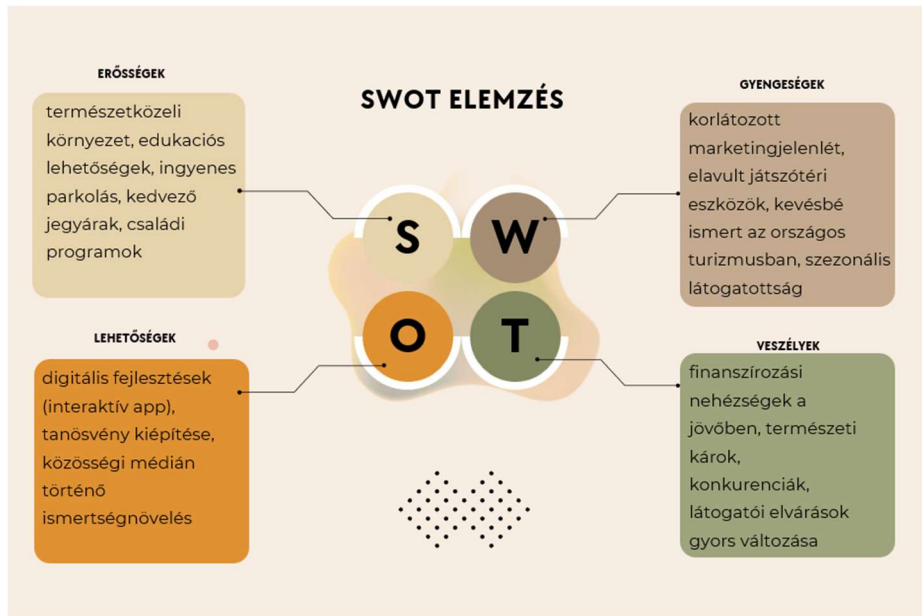 SWOT ELEMZÉS
ERŐSSÉGEK
természetközeli
környezet, edukaciós
lehetőségek, ingyenes
parkolás, kedvező
jegyárak, családi
programok
GYENGESÉGEK
korlátozott
marketingjelenlét,
elavult játszótéri
eszközök, kevésbé
ismert az országos
turizmusban, szezonális
látogatottság
S
W
O
T
LEHETŐSÉGEK
digitális fejlesztések
(interaktív app),
tanösvény kiépítése,
közösségi médián
történő
ismertségnövelés
VESZÉLYEK
finanszírozási
nehézségek a
jövőben, természeti
károk,
konkurenciák,
látogatói elvárások
gyors változása